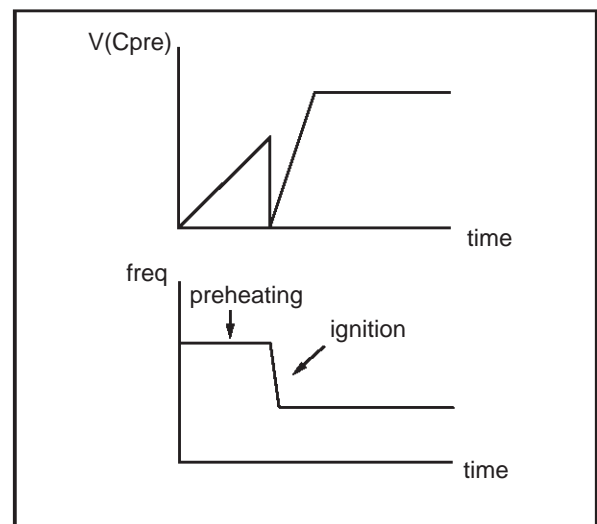 V(Cpre)
time
freq
preheating
ignition
time